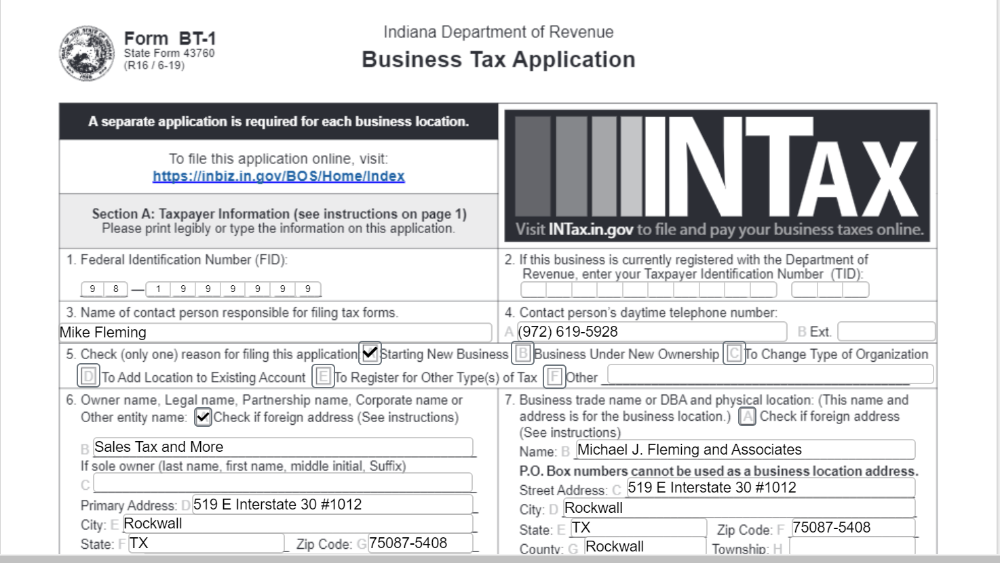 Form BT-1
State Form 43760
(R16 / 6-19)
Indiana Department of Revenue
Business Tax Application
A separate application is required for each business location.
To file this application online, visit:
https://inbiz.in.gov/BOS/Home/Index
Section A: Taxpayer Information (see instructions on page 1)
Please print legibly or type the information on this application.
INTAX
Visit INTax.in.gov to file and pay your business taxes online.
1. Federal Identification Number (FID):
9 8 — 1 9 9 9 9 9 9
2. If this business is currently registered with the Department of
Revenue, enter your Taxpayer Identification Number (TID):
3. Name of contact person responsible for filing tax forms.
Mike Fleming
4. Contact person's daytime telephone number:
A (972) 619-5928 B Ext.
5. Check (only one) reason for filing this application: Starting New Business B Business Under New Ownership C To Change Type of Organization
D To Add Location to Existing Account E To Register for Other Type(s) of Tax F Other
6. Owner name, Legal name, Partnership name, Corporate name or
Other entity name: Check if foreign address (See instructions)
B Sales Tax and More
If sole owner (last name, first name, middle initial, Suffix)
C
Primary Address: D 519 E Interstate 30 #1012
City: E Rockwall
State: F TX Zip Code: G 75087-5408
7. Business trade name or DBA and physical location: (This name and
address is for the business location.) A Check if foreign address
(See instructions)
Name: B Michael J. Fleming and Associates
P.O. Box numbers cannot be used as a business location address.
Street Address: C 519 E Interstate 30 #1012
City: D Rockwall
State: E TX Zip Code: F 75087-5408
County: G Rockwall Township: H